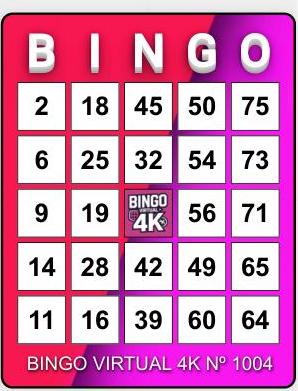 BINGO
2 18 45 50 75
6 25 32 54 73
9 19 BINGO VIRTUAL 4K 56 71
14 28 42 49 65
11 16 39 60 64
BINGO VIRTUAL 4K Nº 1004